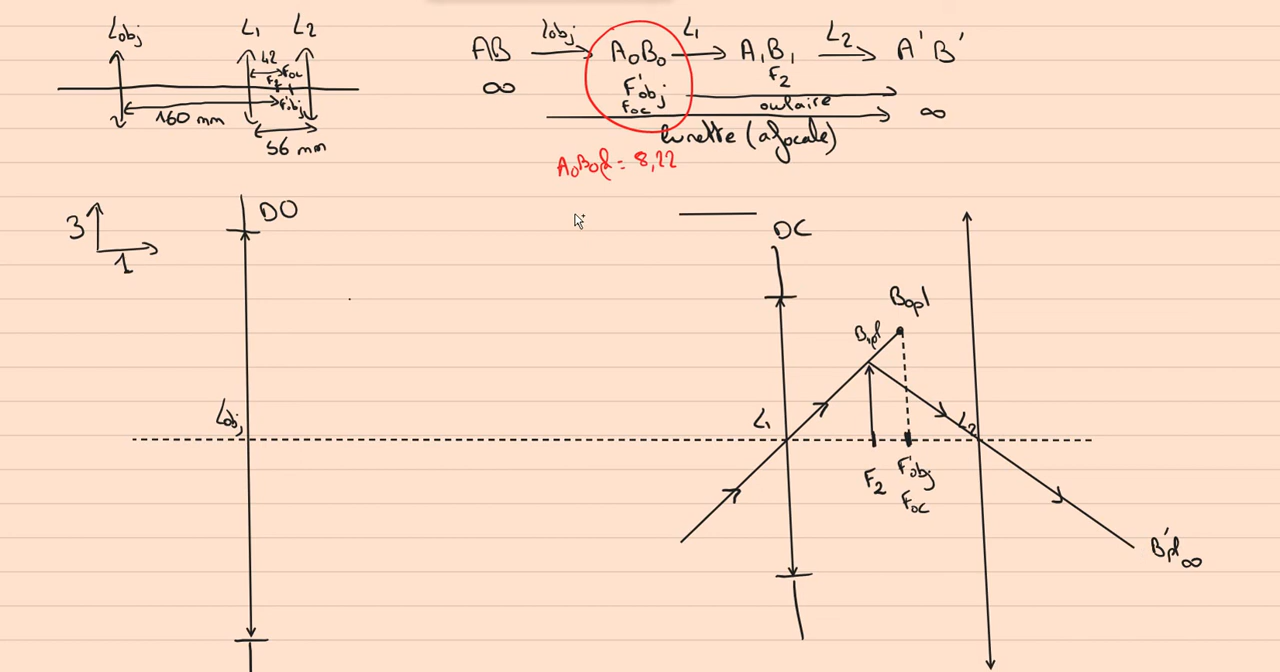 Lobj L₁ L₂
42
Foc
F₂
F'obj
160 mm
56 mm
AB Lobj A₀B₀ L₁ A₁B₁ L₂ A'B'
∞ F'obj F₂
Foc oculaire ∞
lunette (afocale)
A₀B₀pl = 8,22
3
1
DO
DC
B₀pl
B₁pl
Lobj
L₁
L₂
F₂
F'obj
Foc
B'pl∞